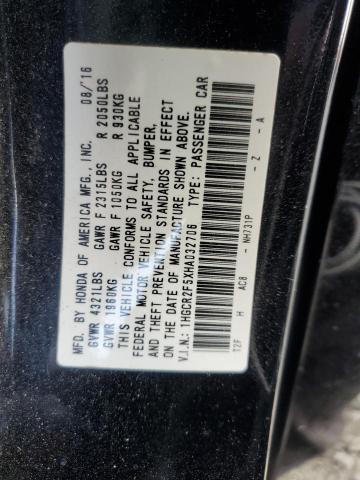 MFD. BY HONDA OF AMERICA MFG., INC. 08/'16
GVWR 4321LBS GAWR F 2315LBS R 2050LBS
GVWR 1960KG GAWR F 1050KG R 930KG
THIS VEHICLE CONFORMS TO ALL APPLICABLE
FEDERAL MOTOR VEHICLE SAFETY, BUMPER,
AND THEFT PREVENTION STANDARDS IN EFFECT
ON THE DATE OF MANUFACTURE SHOWN ABOVE.
V.I.N.: 1HGCR2F5XHA032706 TYPE: PASSENGER CAR
T2F H AC8 - NH731P - Z - A